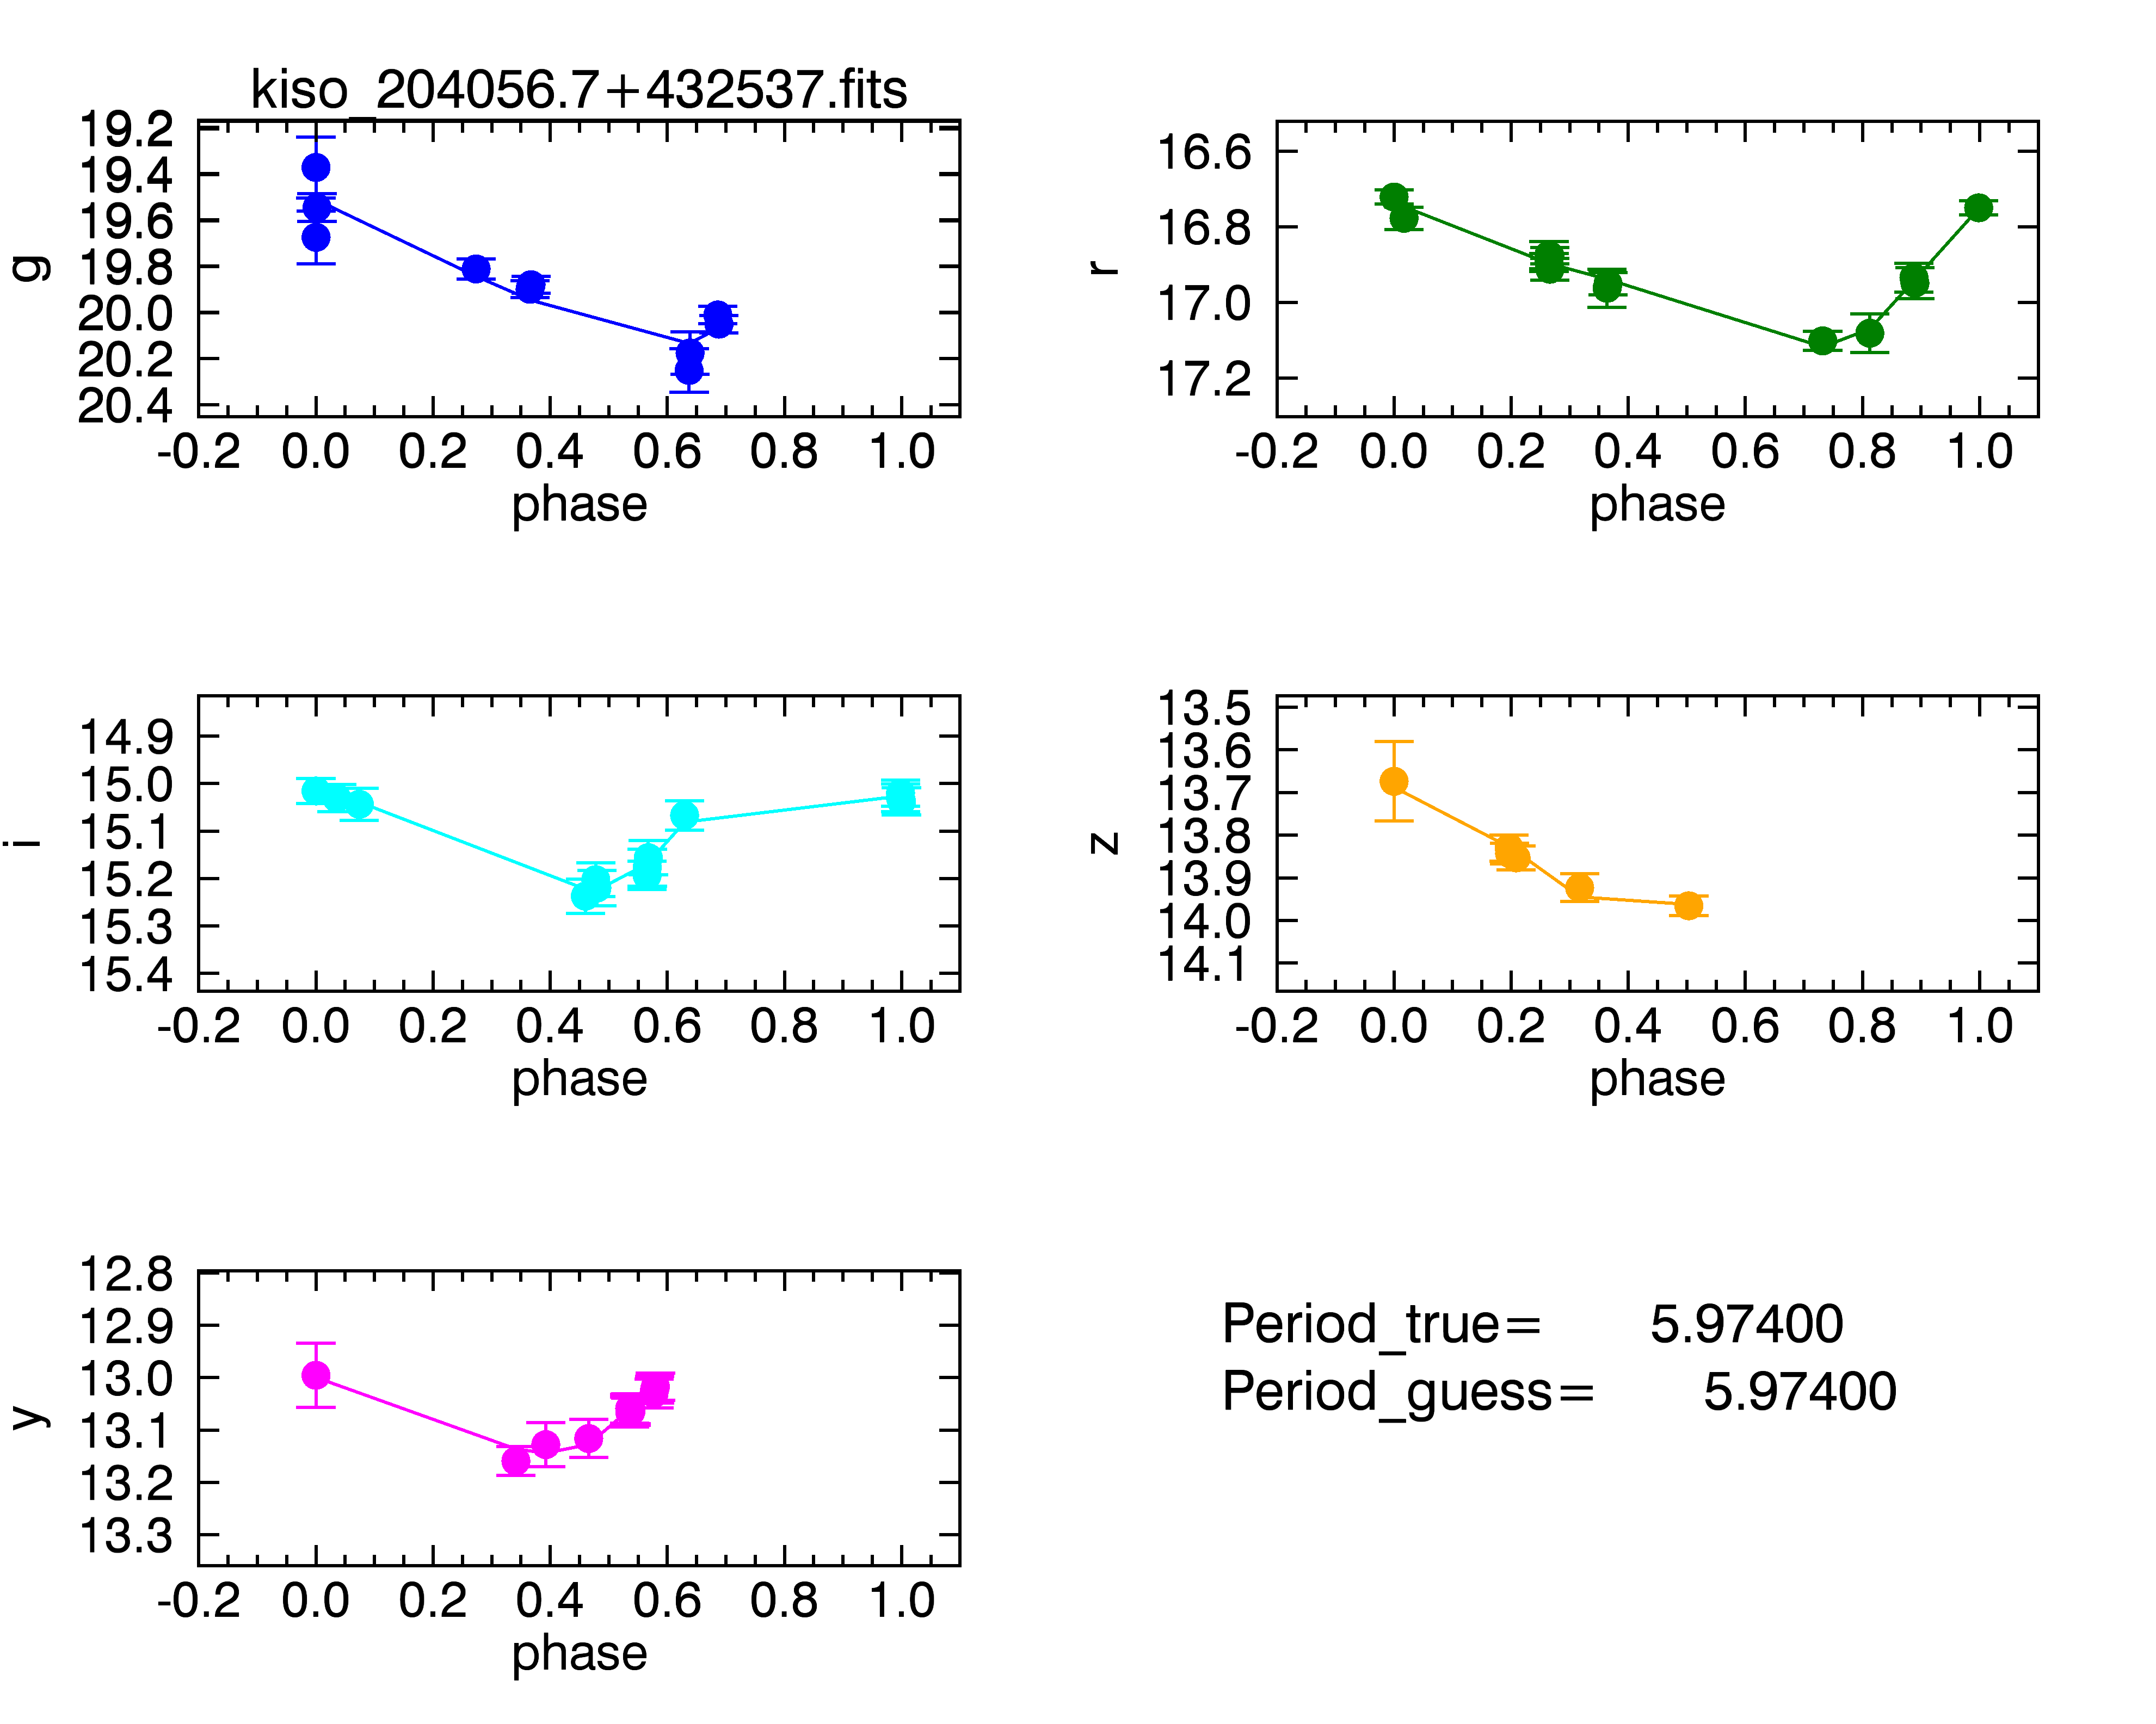 kiso_204056.7+432537.fits
19.2
19.4
19.6
19.8
20.0
20.2
20.4
g
-0.2 0.0 0.2 0.4 0.6 0.8 1.0
phase
16.6
16.8
17.0
17.2
r
-0.2 0.0 0.2 0.4 0.6 0.8 1.0
phase
14.9
15.0
15.1
15.2
15.3
15.4
i
-0.2 0.0 0.2 0.4 0.6 0.8 1.0
phase
13.5
13.6
13.7
13.8
13.9
14.0
14.1
z
-0.2 0.0 0.2 0.4 0.6 0.8 1.0
phase
12.8
12.9
13.0
13.1
13.2
13.3
y
-0.2 0.0 0.2 0.4 0.6 0.8 1.0
phase
Period_true= 5.97400
Period_guess= 5.97400